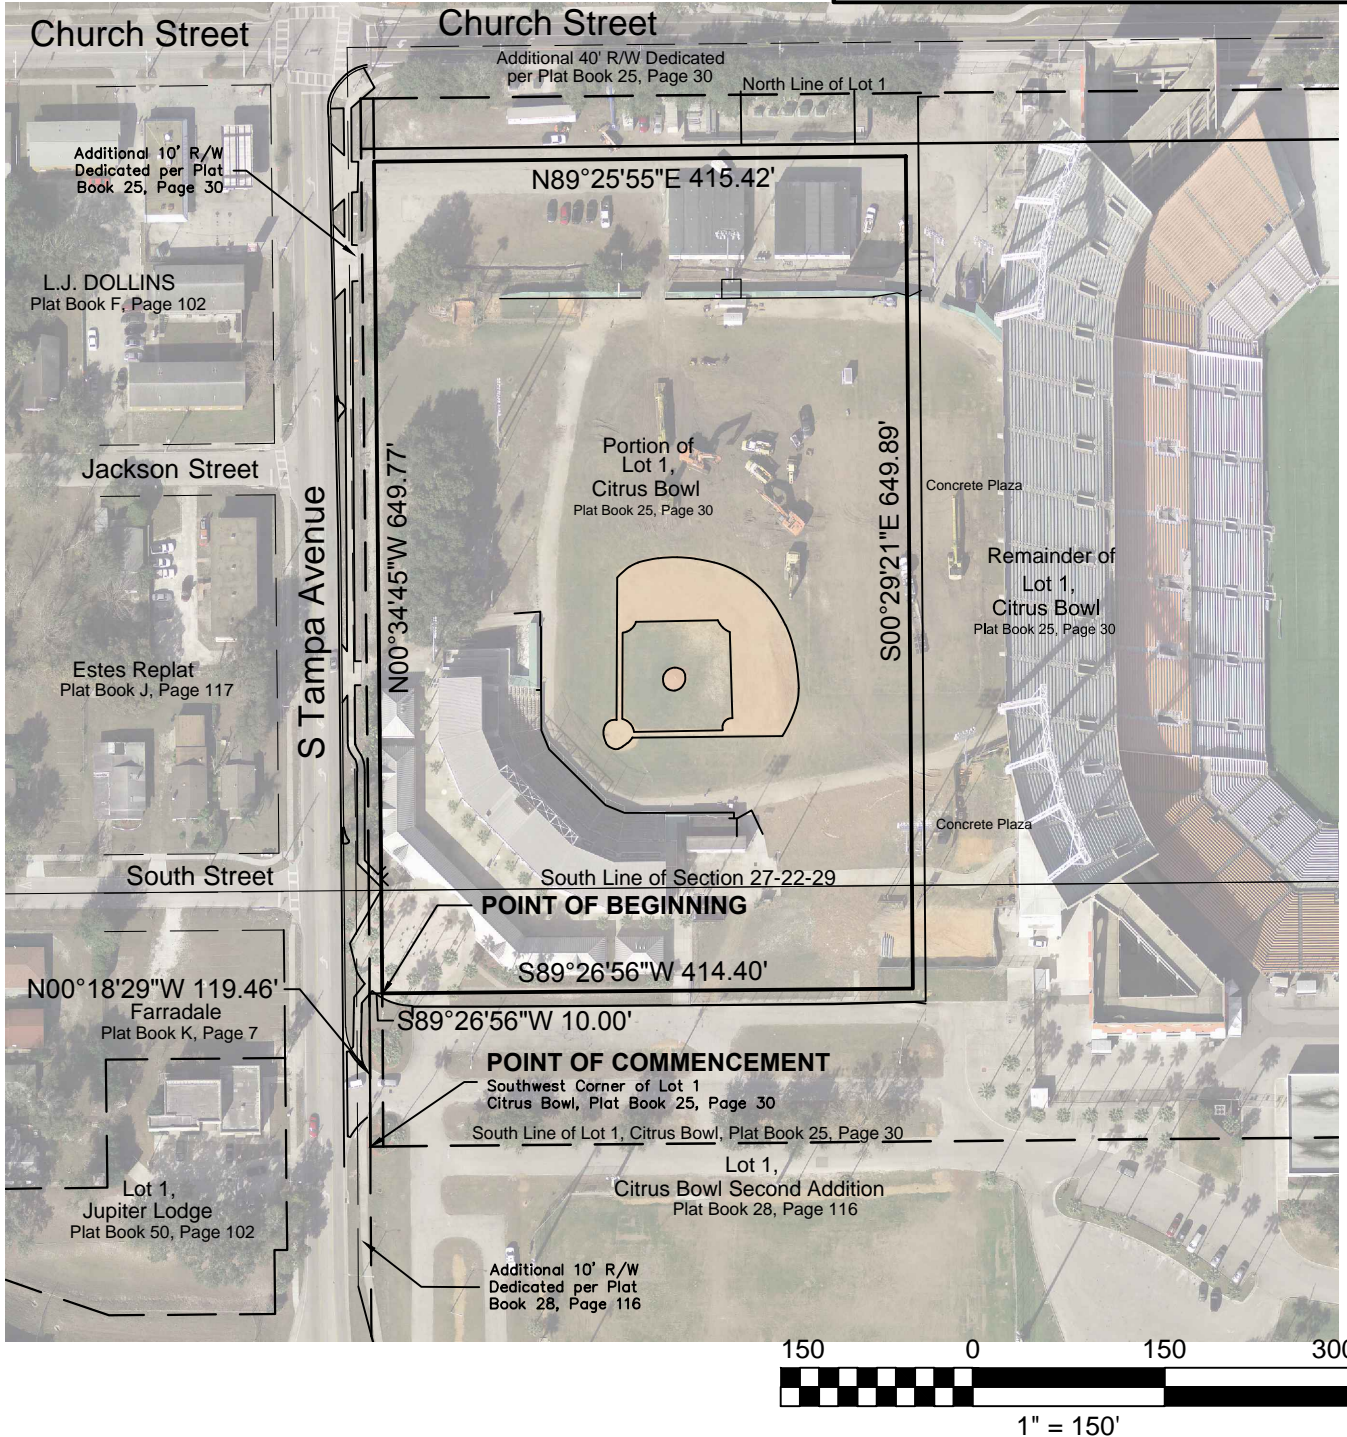 Church Street
Church Street
Additional 40' R/W Dedicated
per Plat Book 25, Page 30
North Line of Lot 1
Additional 10' R/W
Dedicated per Plat
Book 25, Page 30
N89°25'55"E 415.42'
L.J. DOLLINS
Plat Book F, Page 102
Jackson Street
S Tampa Avenue
N00°34'45"W 649.77'
Portion of
Lot 1,
Citrus Bowl
Plat Book 25, Page 30
S00°29'21"E 649.89'
Concrete Plaza
Remainder of
Lot 1,
Citrus Bowl
Plat Book 25, Page 30
Estes Replat
Plat Book J, Page 117
Concrete Plaza
South Street
South Line of Section 27-22-29
POINT OF BEGINNING
S89°26'56"W 414.40'
N00°18'29"W 119.46'
Farradale
Plat Book K, Page 7
S89°26'56"W 10.00'
POINT OF COMMENCEMENT
Southwest Corner of Lot 1
Citrus Bowl, Plat Book 25, Page 30
South Line of Lot 1, Citrus Bowl, Plat Book 25, Page 30
Lot 1,
Citrus Bowl Second Addition
Plat Book 28, Page 116
Lot 1,
Jupiter Lodge
Plat Book 50, Page 102
Additional 10' R/W
Dedicated per Plat
Book 28, Page 116
150 0 150 300
1" = 150'